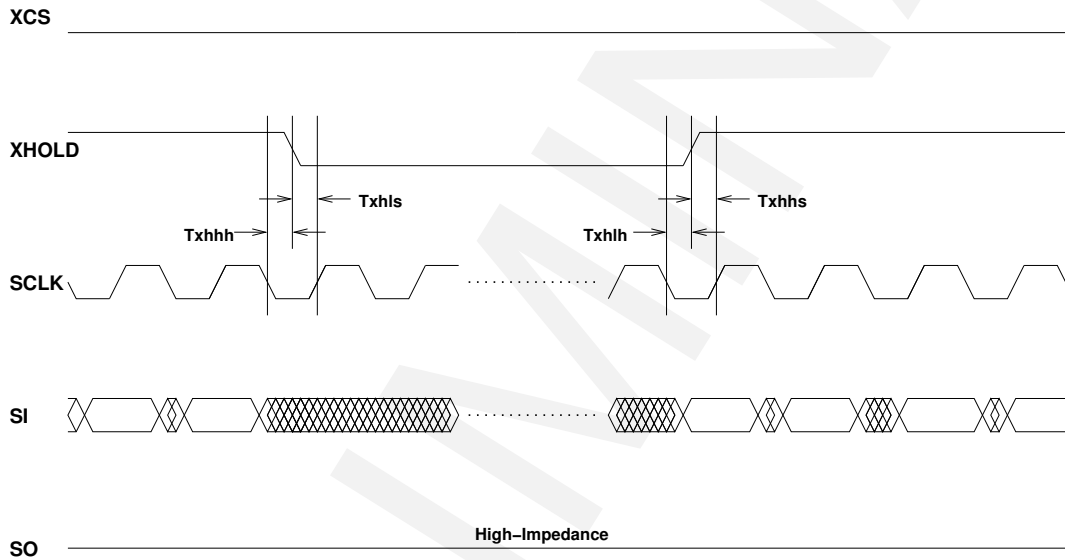 XCS
XHOLD
Txhls
Txhhs
Txhhh
Txhlh
SCLK
SI
High-Impedance
SO